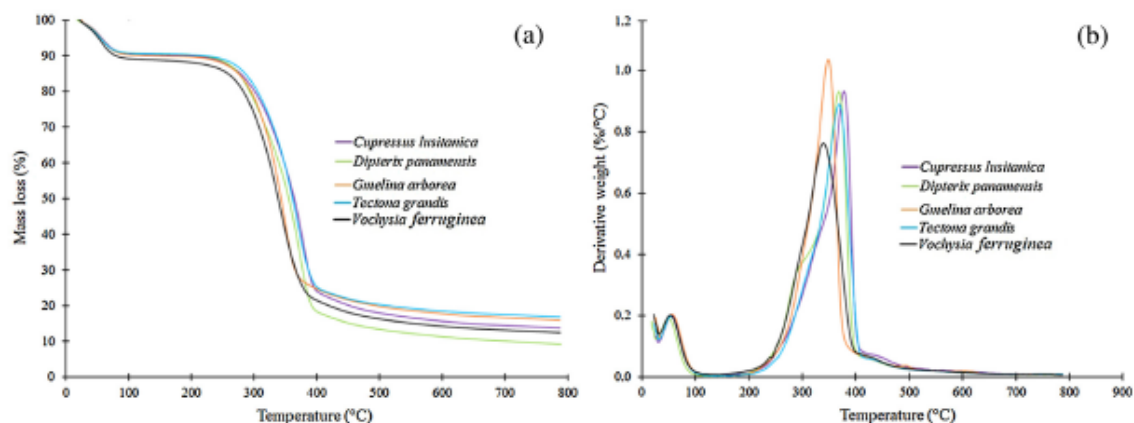 (a)
Mass loss (%)
100
90
80
70
60
50
40
30
20
10
0
Cupressus lusitanica
Dipterix panamensis
Gmelina arborea
Tectona grandis
Vochysia ferruginea
0 100 200 300 400 500 600 700 800
Temperature (°C)
(b)
Derivative weight (%/°C)
1.2
1.0
0.8
0.6
0.4
0.2
0.0
Cupressus lusitanica
Dipterix panamensis
Gmelina arborea
Tectona grandis
Vochysia ferruginea
0 100 200 300 400 500 600 700 800 900
Temperature (°C)